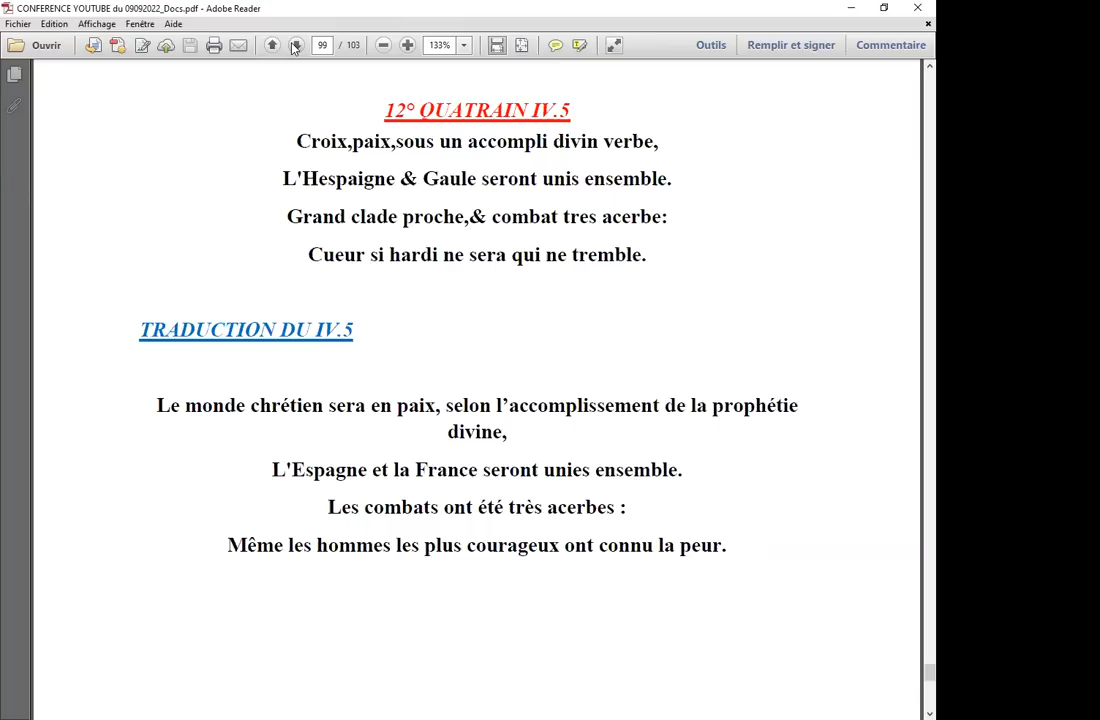 CONFERENCE YOUTUBE du 09092022_Docs.pdf - Adobe Reader
Fichier Edition Affichage Fenêtre Aide
Ouvrir 99 / 103 133% Outils Remplir et signer Commentaire
12° QUATRAIN IV.5
Croix,paix,sous un accompli divin verbe,
L'Hespaigne & Gaule seront unis ensemble.
Grand clade proche,& combat tres acerbe:
Cueur si hardi ne sera qui ne tremble.
TRADUCTION DU IV.5
Le monde chrétien sera en paix, selon l’accomplissement de la prophétie
divine,
L'Espagne et la France seront unies ensemble.
Les combats ont été très acerbes :
Même les hommes les plus courageux ont connu la peur.